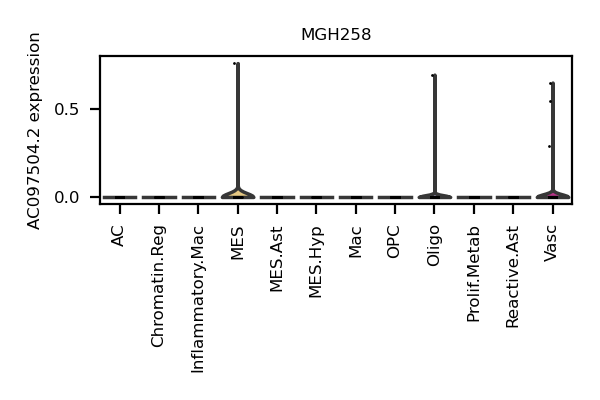 MGH258
AC097504.2 expression
0.5
0.0
AC
Chromatin.Reg
Inflammatory.Mac
MES
MES.Ast
MES.Hyp
Mac
OPC
Oligo
Prolif.Metab
Reactive.Ast
Vasc